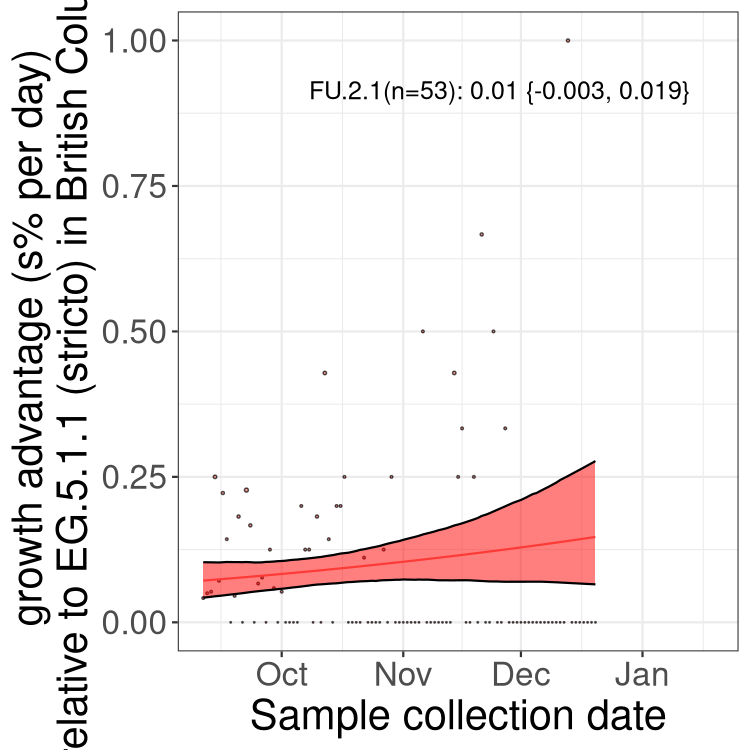 growth advantage (s% per day)
relative to EG.5.1.1 (stricto) in British
1.00
0.75
0.50
0.25
0.00
FU.2.1(n=53): 0.01 {-0.003, 0.019}
Oct Nov Dec Jan
Sample collection date